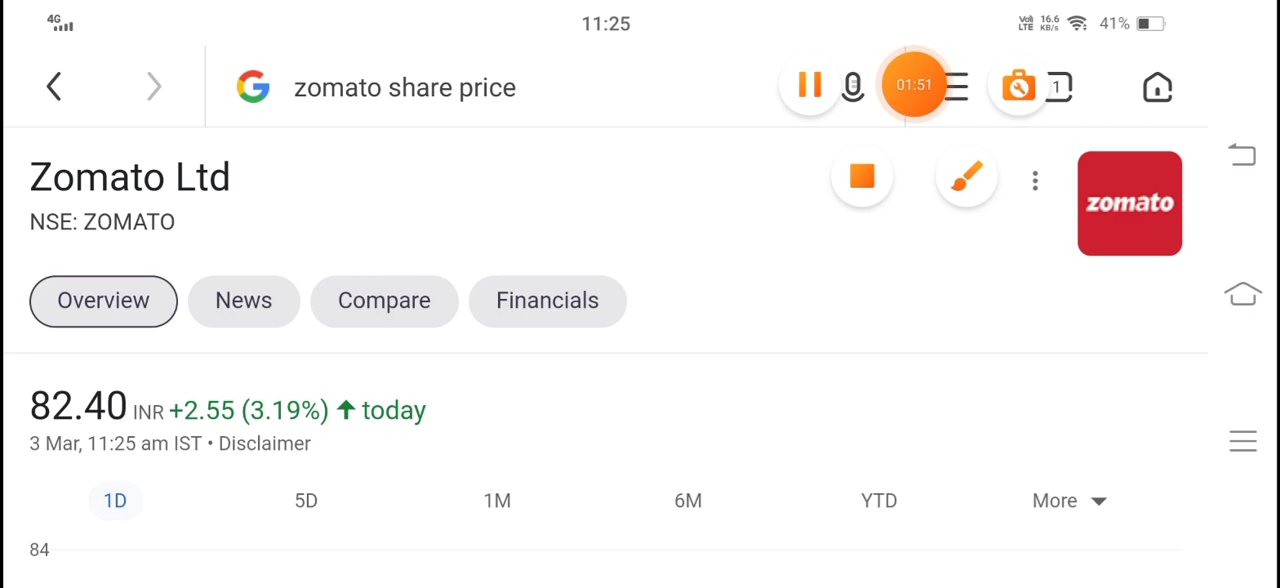 4G 11:25 Vo)) LTE 16.6 KB/s 41%
zomato share price 01:51 1
Zomato Ltd
zomato
NSE: ZOMATO
Overview News Compare Financials
82.40 INR +2.55 (3.19%) ↑ today
3 Mar, 11:25 am IST • Disclaimer
1D 5D 1M 6M YTD More
84